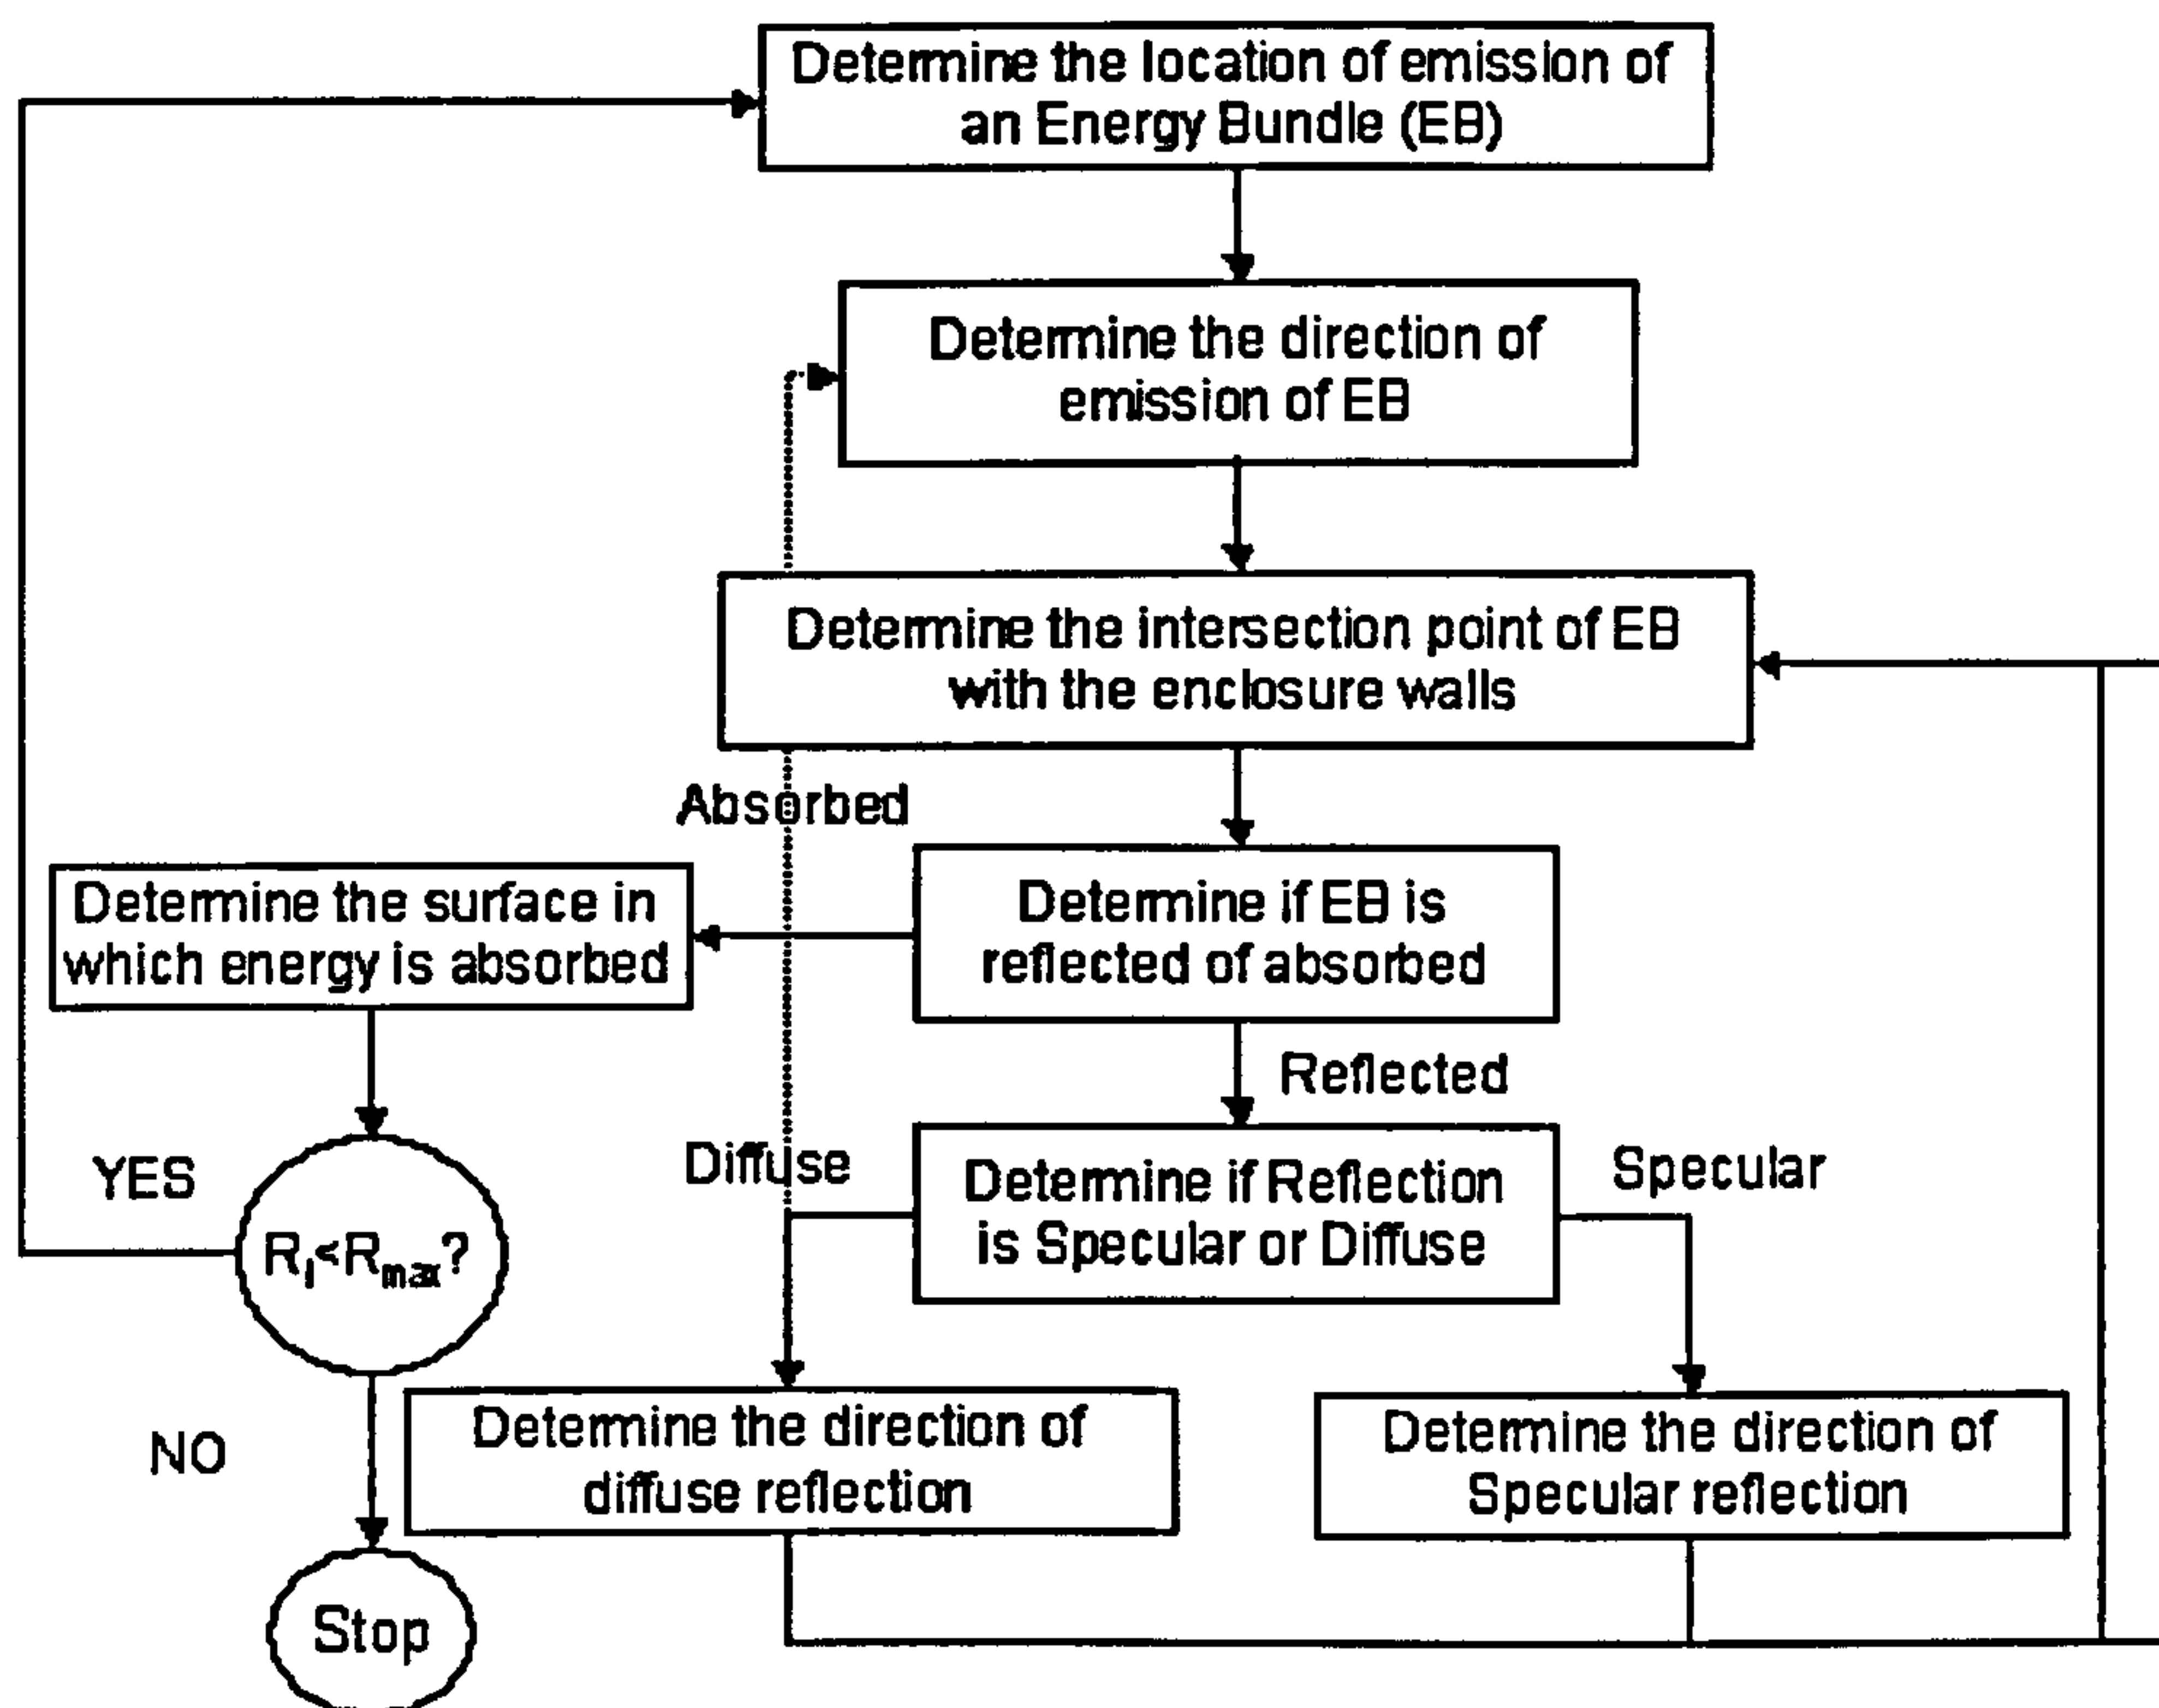 Determine the location of emission of
an Energy Bundle (EB)
Determine the direction of
emission of EB
Determine the intersection point of EB
with the enclosure walls
Absorbed
Determine the surface in
which energy is absorbed
Determine if EB is
reflected of absorbed
Reflected
YES
Diffuse
Determine if Reflection
is Specular or Diffuse
Specular
Ri<Rmax?
NO
Determine the direction of
diffuse reflection
Determine the direction of
Specular reflection
Stop